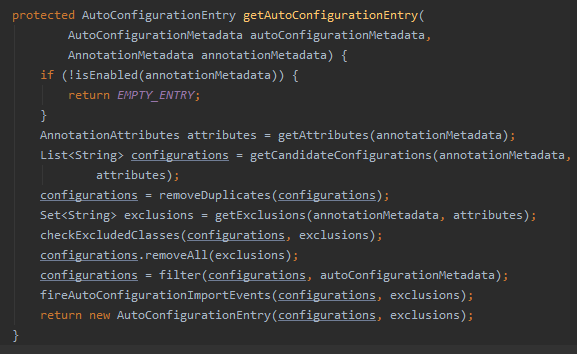 protected AutoConfigurationEntry getAutoConfigurationEntry(
        AutoConfigurationMetadata autoConfigurationMetadata,
        AnnotationMetadata annotationMetadata) {
    if (!isEnabled(annotationMetadata)) {
        return EMPTY_ENTRY;
    }
    AnnotationAttributes attributes = getAttributes(annotationMetadata);
    List<String> configurations = getCandidateConfigurations(annotationMetadata,
            attributes);
    configurations = removeDuplicates(configurations);
    Set<String> exclusions = getExclusions(annotationMetadata, attributes);
    checkExcludedClasses(configurations, exclusions);
    configurations.removeAll(exclusions);
    configurations = filter(configurations, autoConfigurationMetadata);
    fireAutoConfigurationImportEvents(configurations, exclusions);
    return new AutoConfigurationEntry(configurations, exclusions);
}